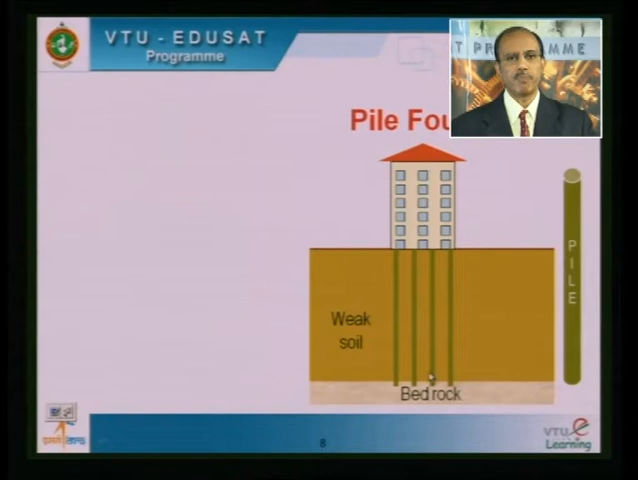 VTU - EDUSAT
Programme
T PROGRAMME
Pile Fou
PILE
Weak
soil
Bed rock
8
VTU e
Learning